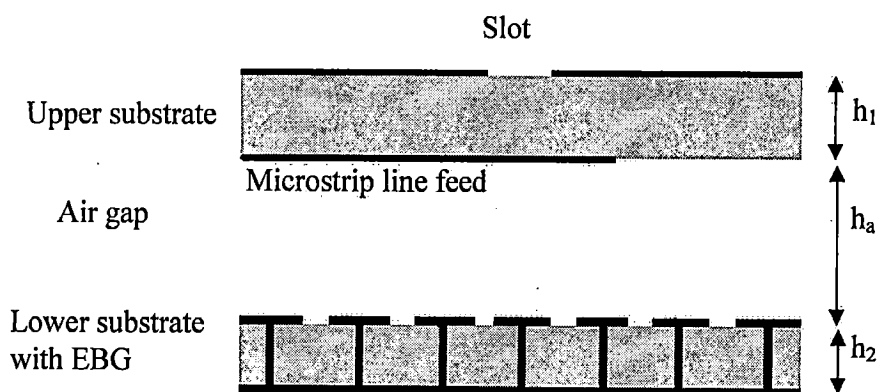 Slot
Upper substrate
h₁
Microstrip line feed
Air gap
hₐ
Lower substrate
with EBG
h₂